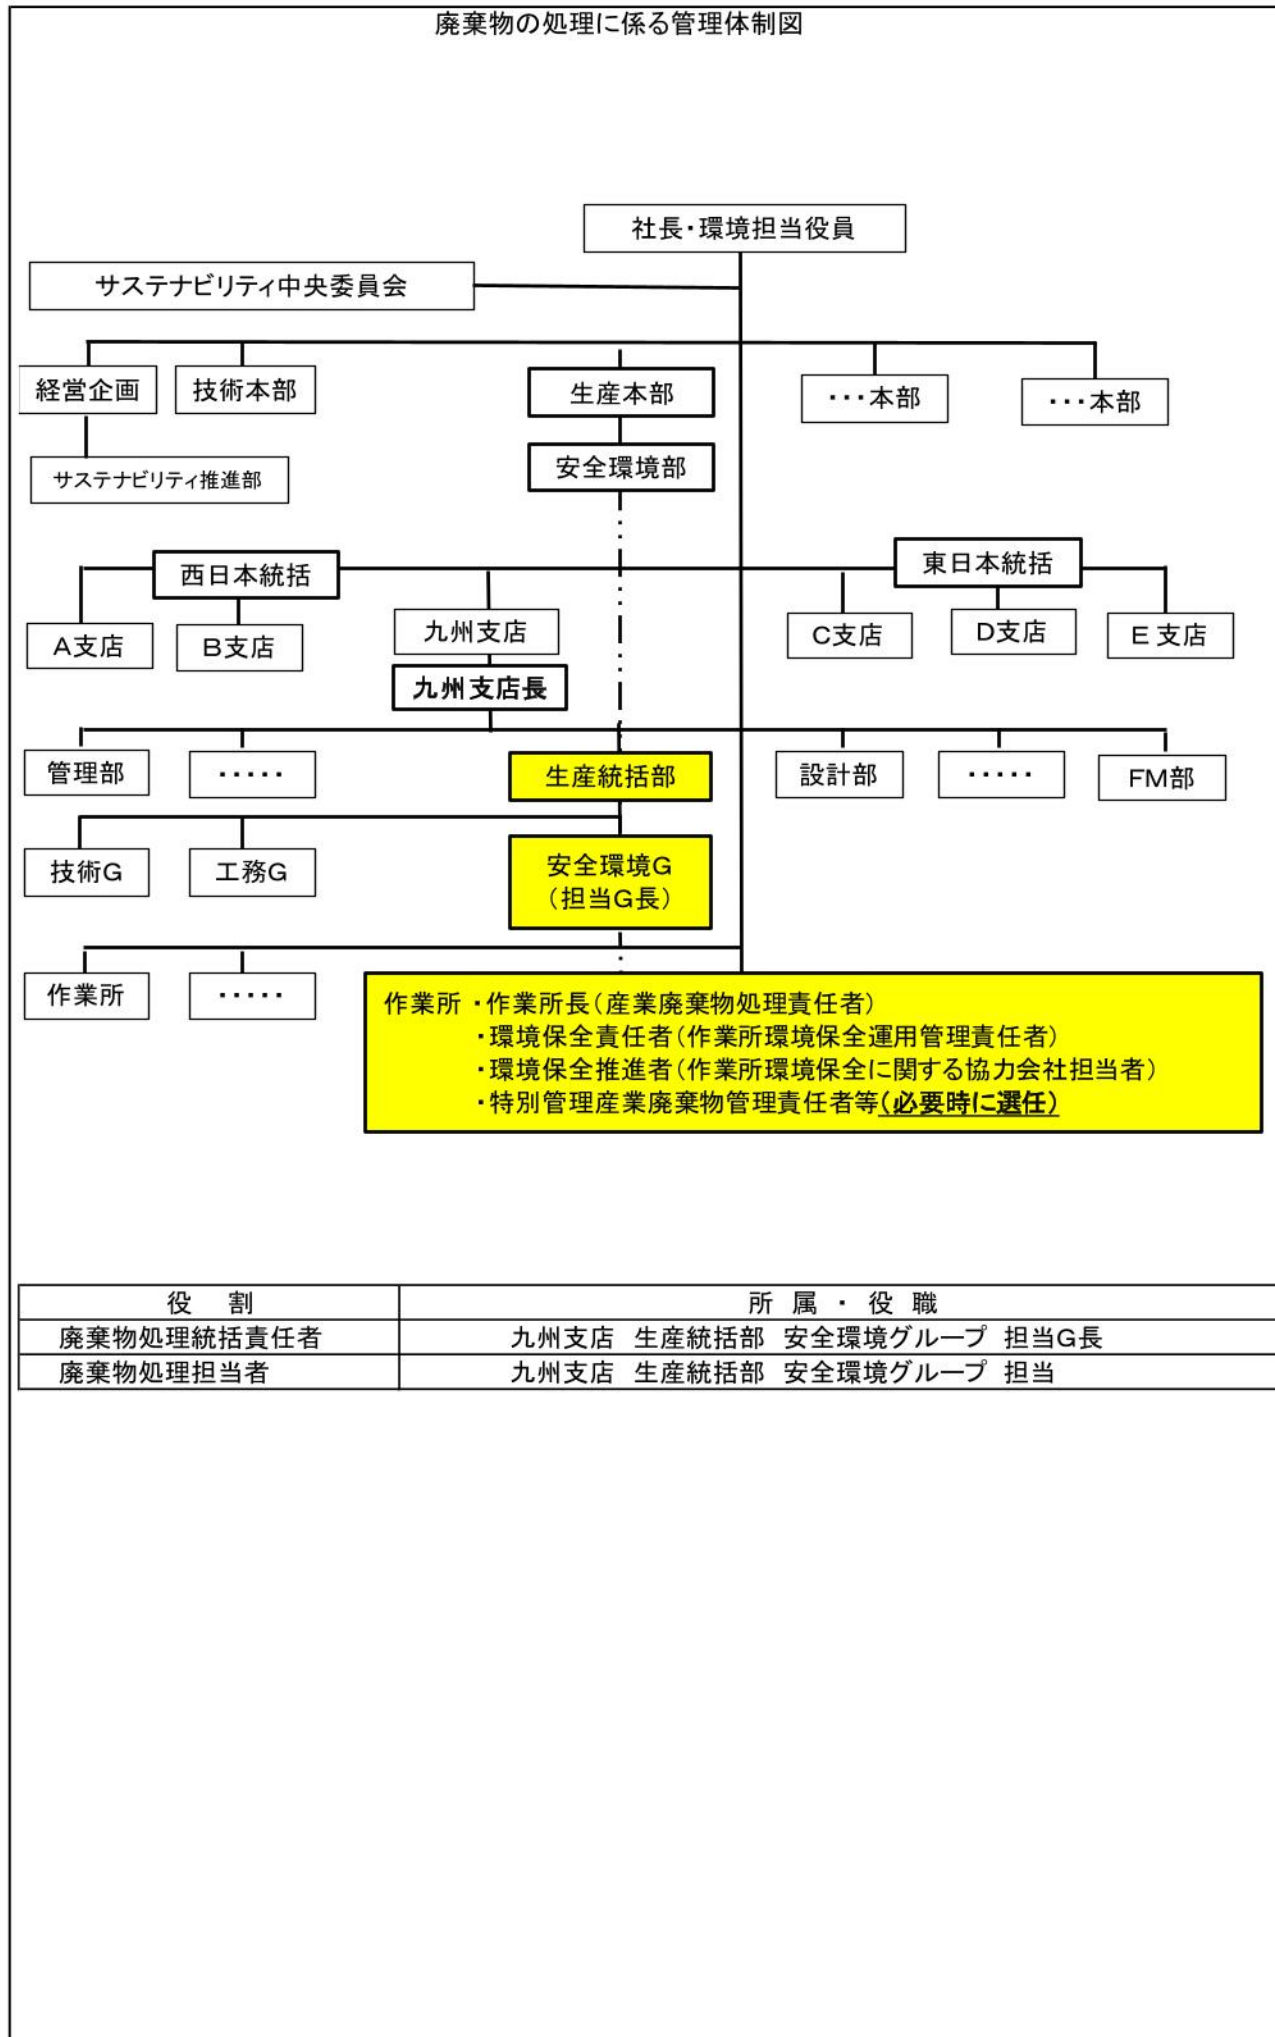 廃棄物の処理に係る管理体制図
社長・環境担当役員
サステナビリティ中央委員会
経営企画
技術本部
生産本部
・・・本部
・・・本部
安全環境部
サステナビリティ推進部
西日本統括
東日本統括
A支店
B支店
九州支店
C支店
D支店
E支店
九州支店長
管理部
・・・・・
生産統括部
設計部
・・・・・
FM部
技術G
工務G
安全環境G
(担当G長)
作業所
・・・・・
作業所 ・作業所長(産業廃棄物処理責任者)
・環境保全責任者(作業所環境保全運用管理責任者)
・環境保全推進者(作業所環境保全に関する協力会社担当者)
・特別管理産業廃棄物管理責任者等(必要時に選任)
役 割 所 属 ・ 役 職
廃棄物処理統括責任者 九州支店 生産統括部 安全環境グループ 担当G長
廃棄物処理担当者 九州支店 生産統括部 安全環境グループ 担当